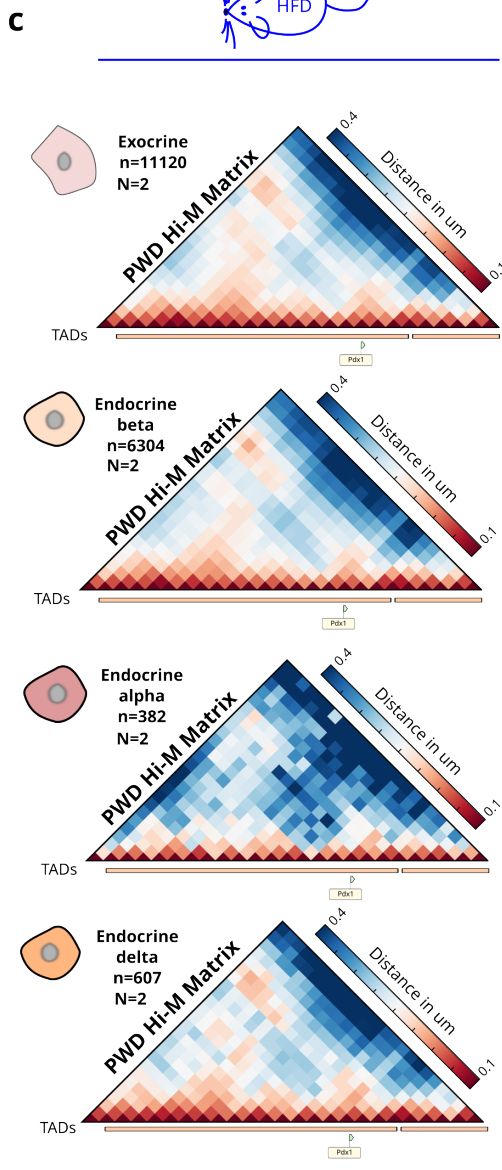 c
HFD
Exocrine
n=11120
N=2
PWD Hi-M Matrix
0.4
Distance in um
0.1
TADs
Pdx1
Endocrine
beta
n=6304
N=2
PWD Hi-M Matrix
0.4
Distance in um
0.1
TADs
Pdx1
Endocrine
alpha
n=382
N=2
PWD Hi-M Matrix
0.4
Distance in um
0.1
TADs
Pdx1
Endocrine
delta
n=607
N=2
PWD Hi-M Matrix
0.4
Distance in um
0.1
TADs
Pdx1